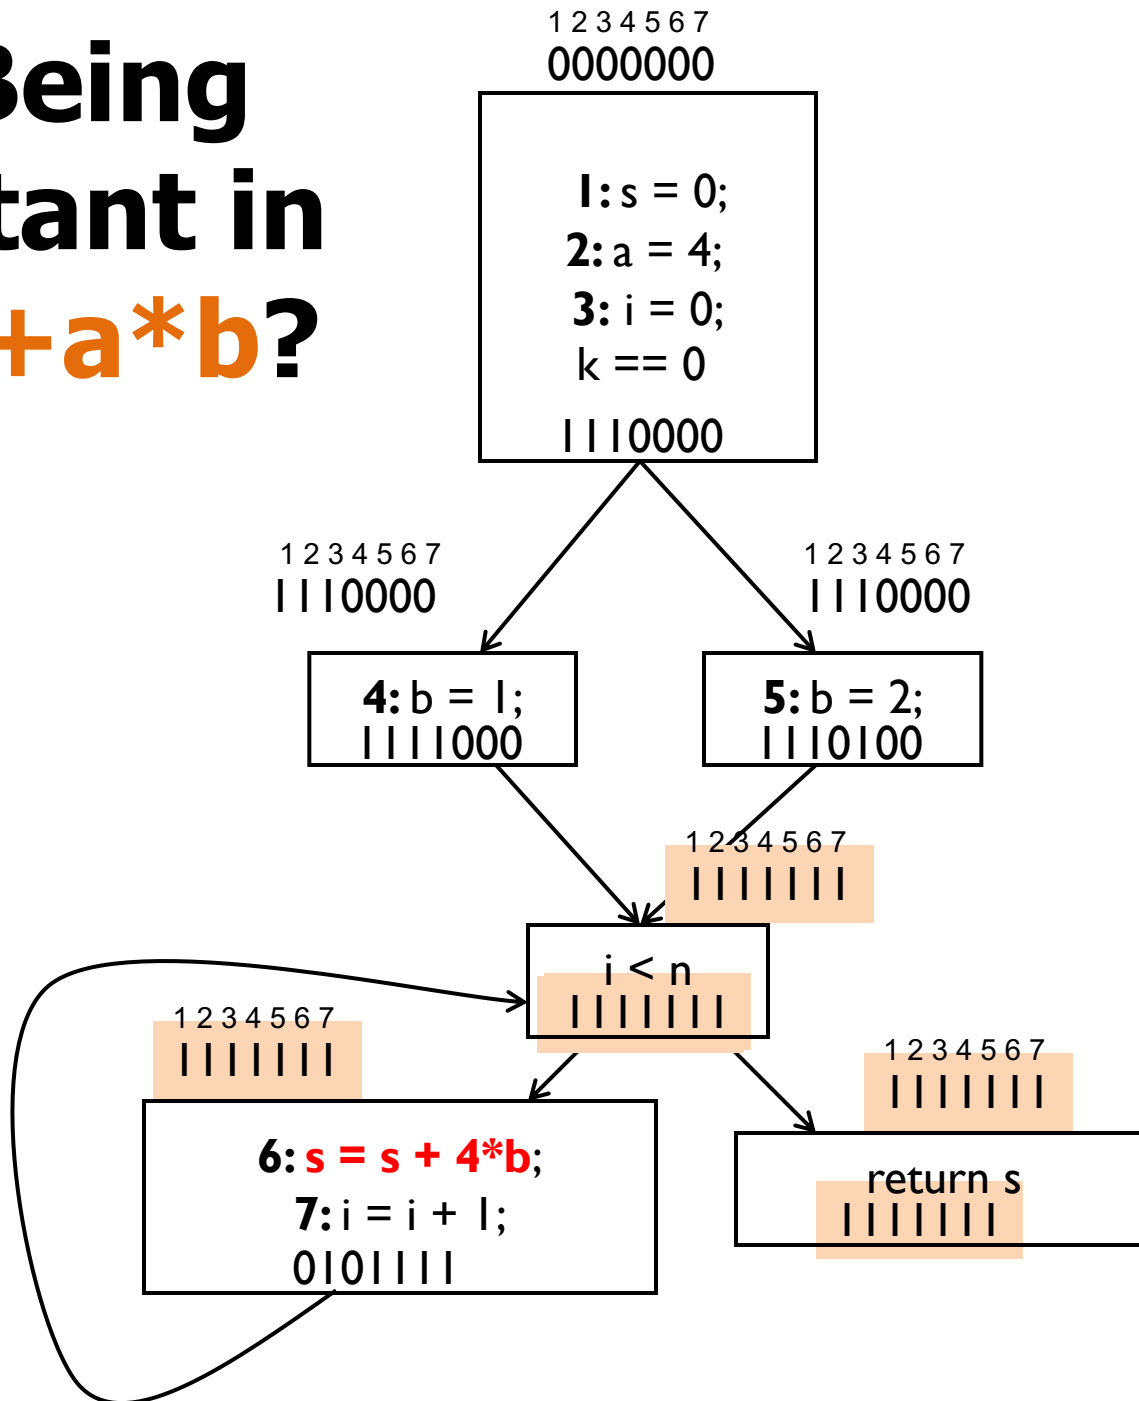 Being
tant in
+a*b?
1 2 3 4 5 6 7
0000000
1: s = 0;
2: a = 4;
3: i = 0;
k == 0
1110000
1 2 3 4 5 6 7
1110000
1 2 3 4 5 6 7
1110000
4: b = 1;
1111000
5: b = 2;
1110100
1 2 3 4 5 6 7
1111111
i < n
1111111
1 2 3 4 5 6 7
1111111
1 2 3 4 5 6 7
1111111
6: s = s + 4*b;
7: i = i + 1;
0101111
return s
1111111